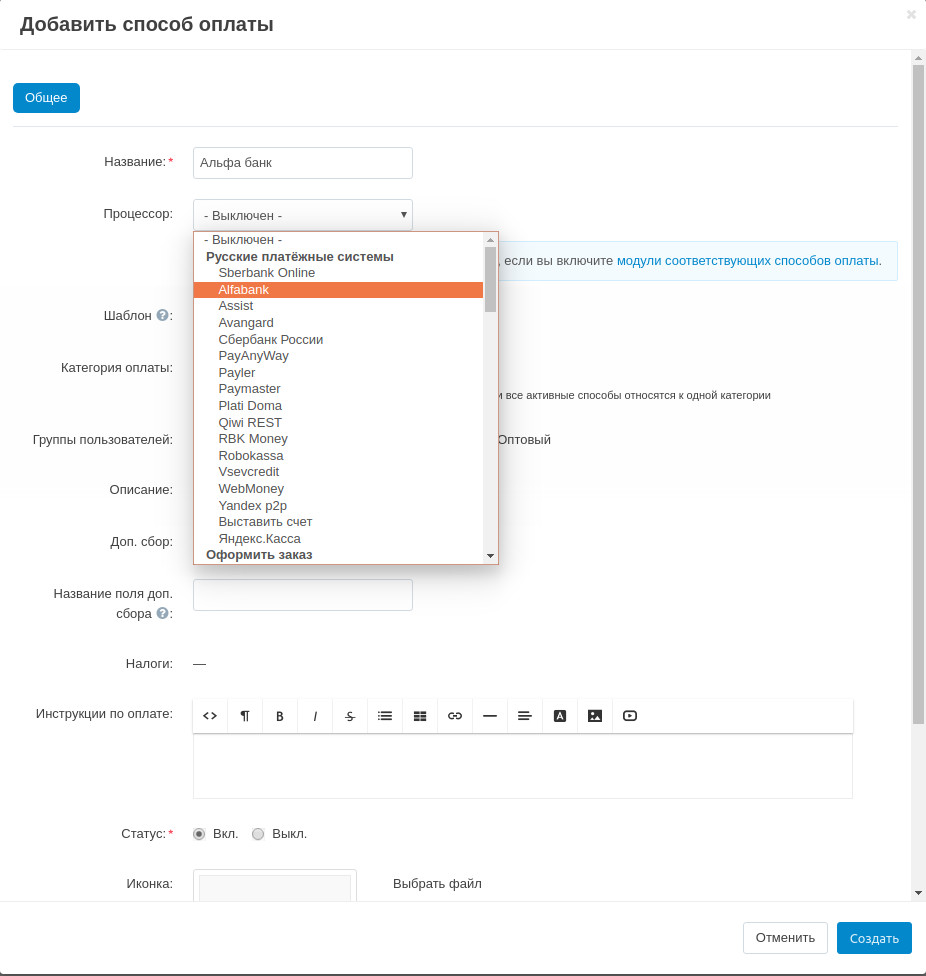 Добавить способ оплаты
Общее
Название:*
Альфа банк
Процессор:
- Выключен -
- Выключен -
Русские платёжные системы
Sberbank Online
Alfabank
Assist
Avangard
Сбербанк России
PayAnyWay
Payler
Paymaster
Plati Doma
Qiwi REST
RBK Money
Robokassa
Vsevcredit
WebMoney
Yandex p2p
Выставить счет
Яндекс.Касса
Оформить заказ
, если вы включите модули соответствующих способов оплаты.
Шаблон ?:
Категория оплаты:
и все активные способы относятся к одной категории
Группы пользователей:
Оптовый
Описание:
Доп. сбор:
Название поля доп.
сбора ?:
Налоги: —
Инструкции по оплате:
Статус:* Вкл. Выкл.
Иконка:
Выбрать файл
Отменить
Создать